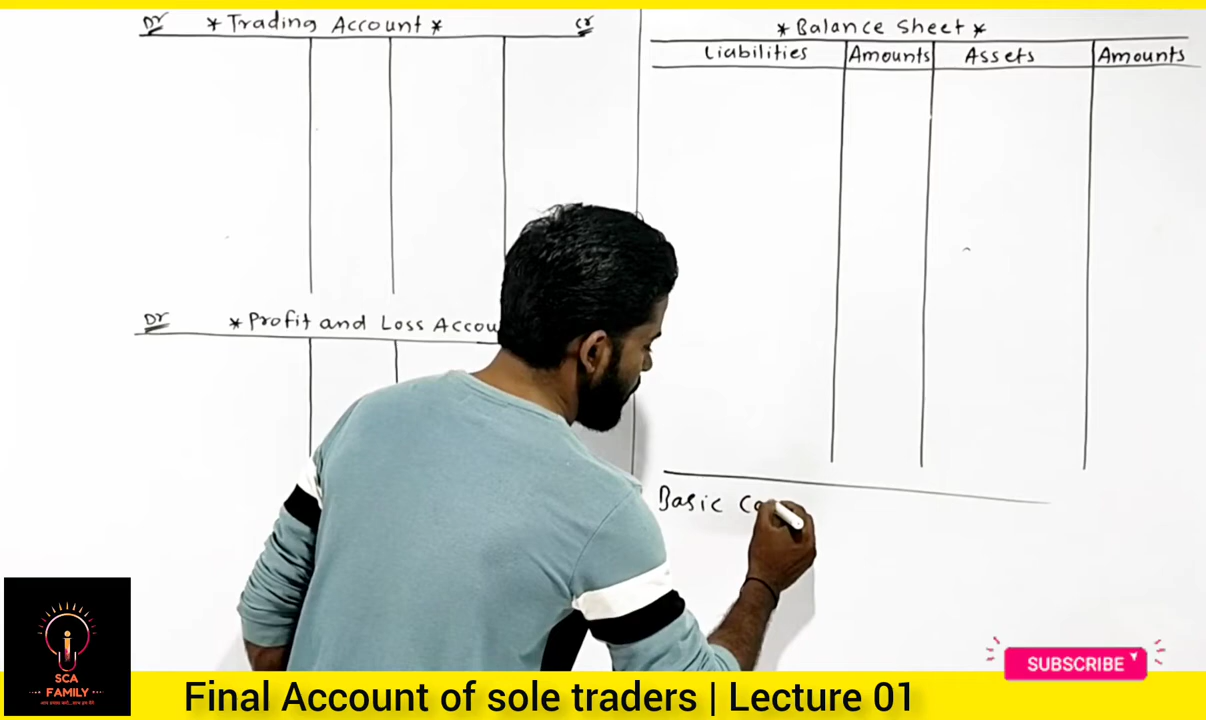 Dr * Trading Account * Cr
Dr * Profit and Loss Accou
* Balance Sheet *
Liabilities Amounts Assets Amounts
Basic
SCA
FAMILY
SUBSCRIBE
Final Account of sole traders | Lecture 01